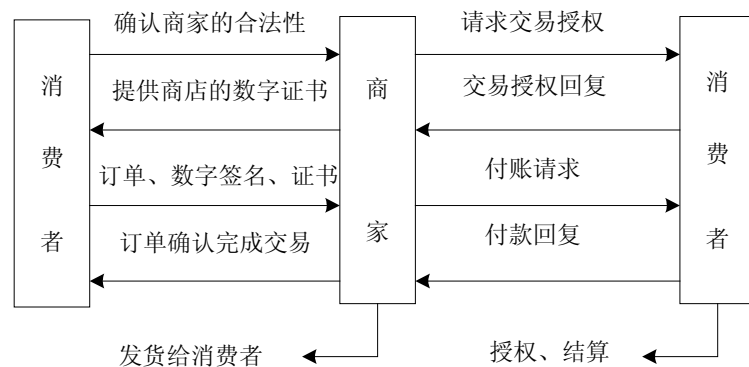 确认商家的合法性
请求交易授权
提供商店的数字证书
交易授权回复
订单、数字签名、证书
付账请求
订单确认完成交易
付款回复
消费者
商家
消费者
发货给消费者
授权、结算